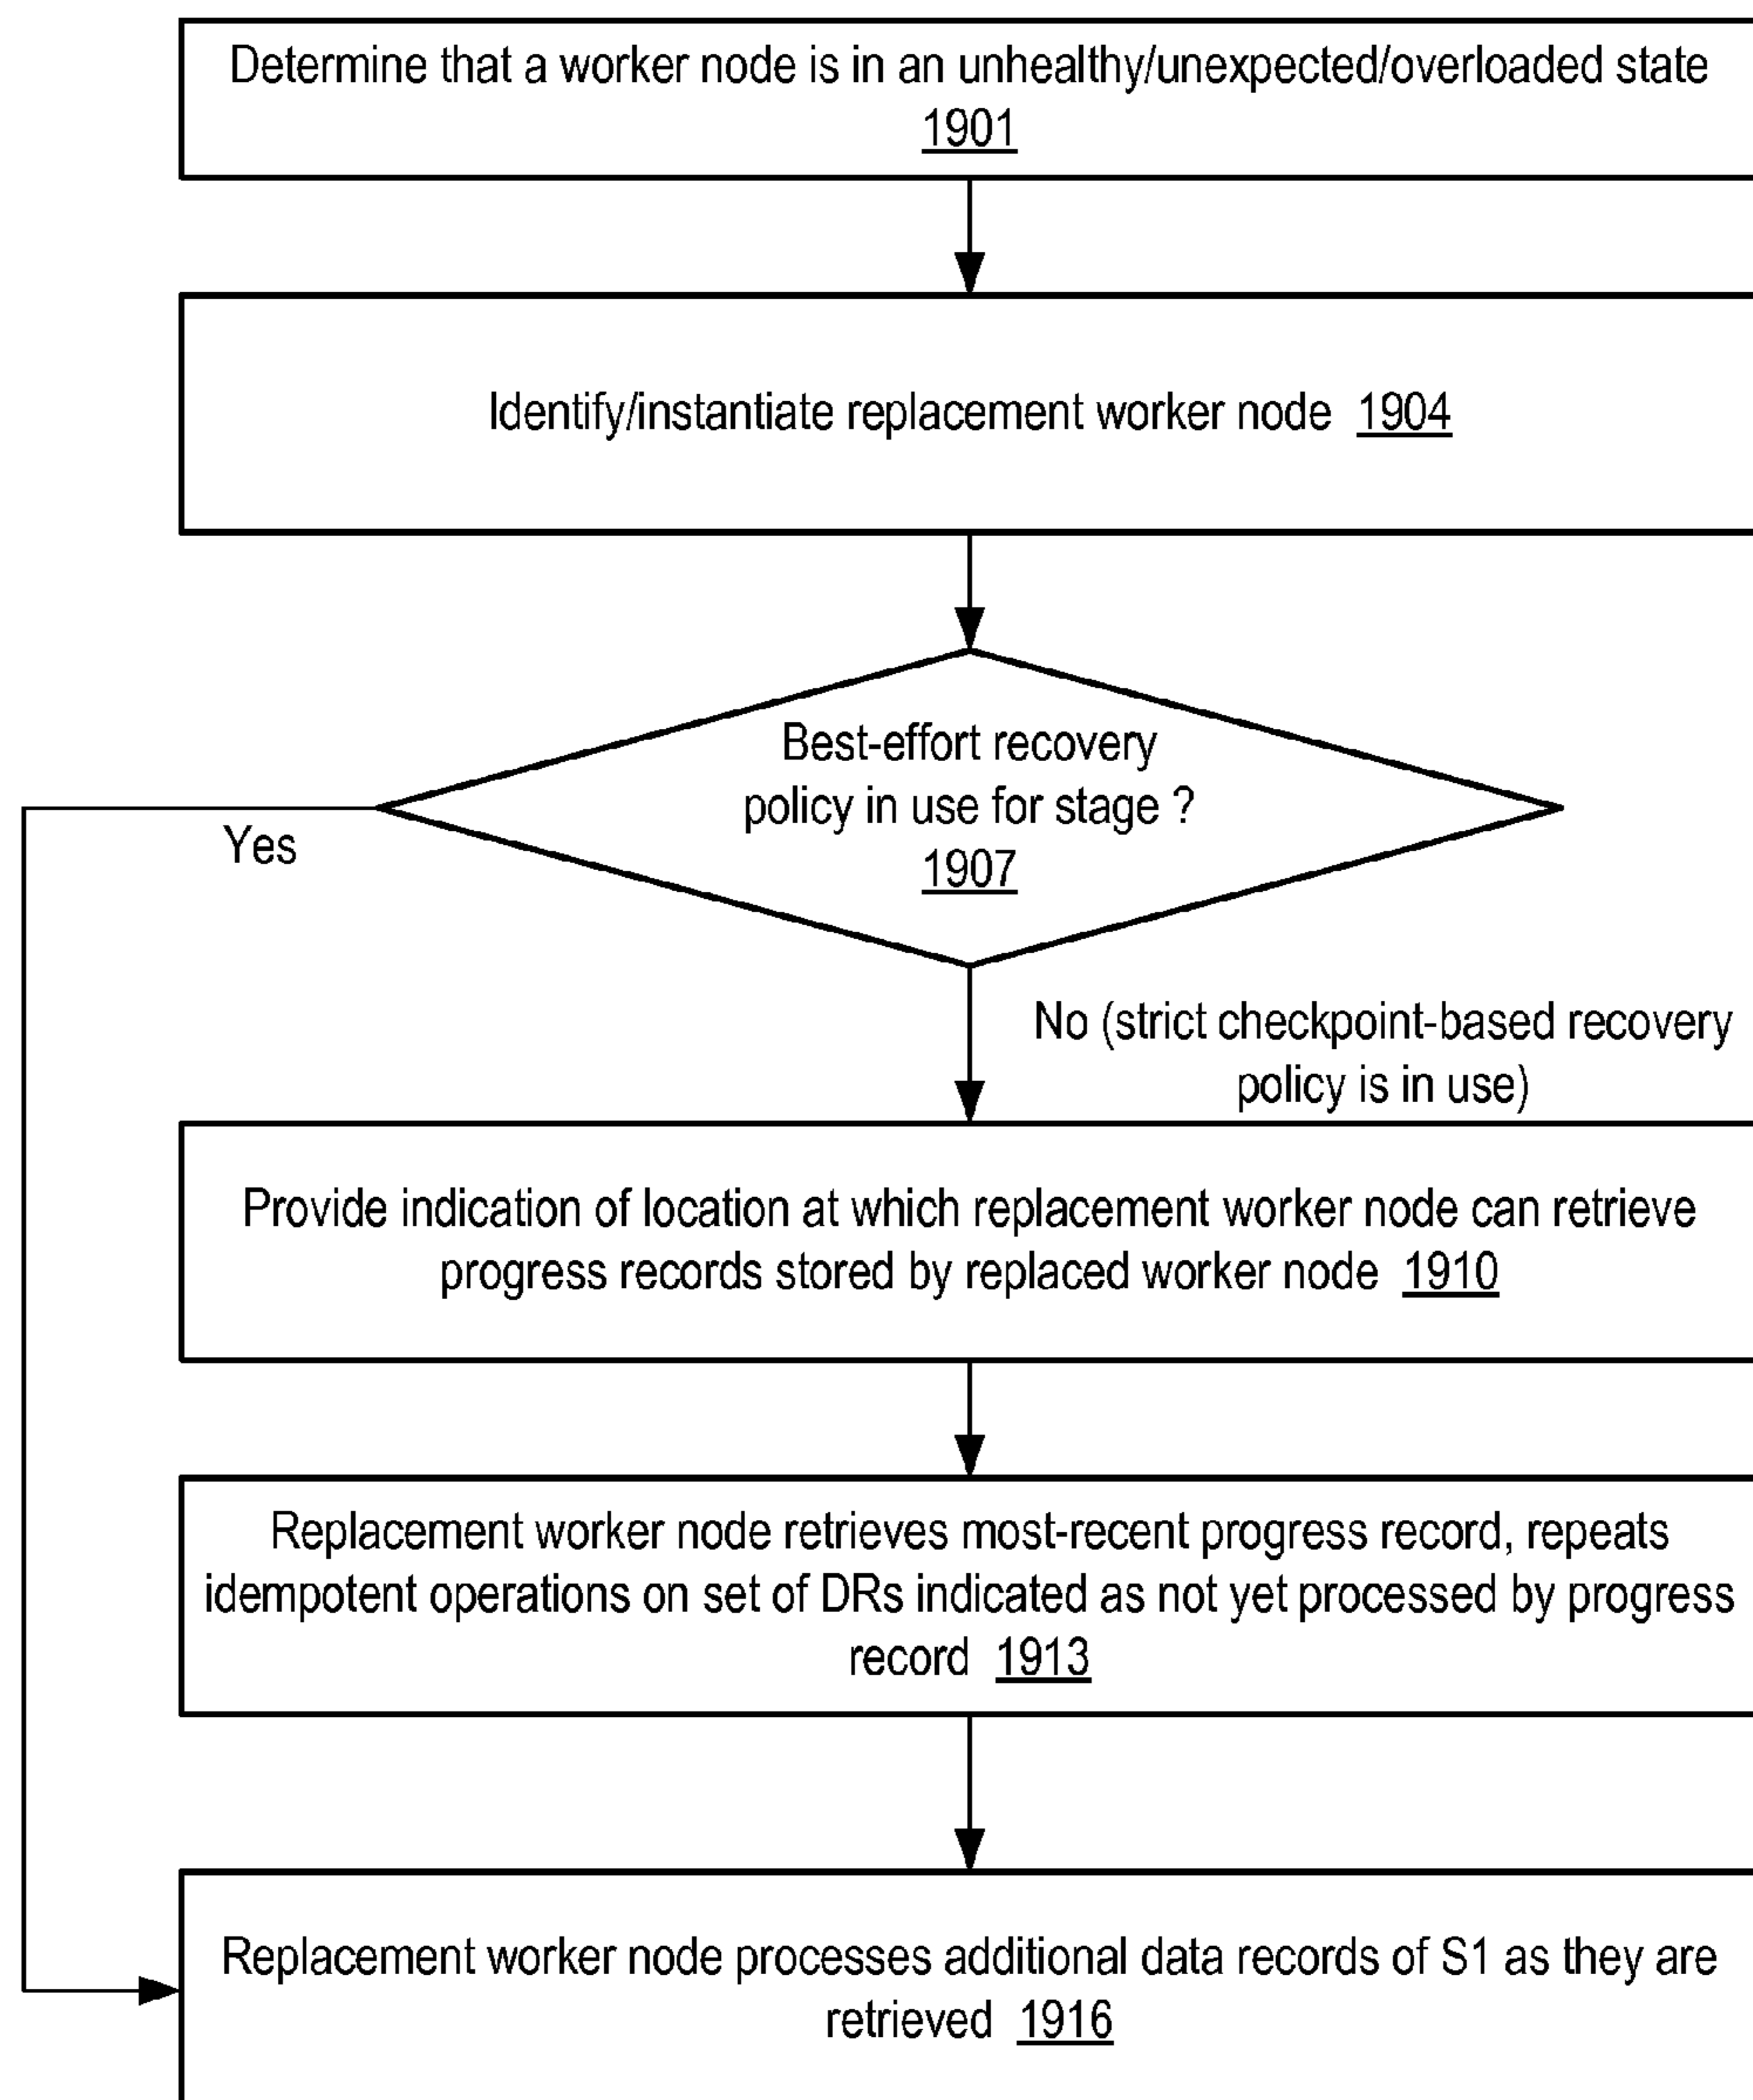 Determine that a worker node is in an unhealthy/unexpected/overloaded state
1901
Identify/instantiate replacement worker node 1904
Best-effort recovery
policy in use for stage ?
1907
Yes
No (strict checkpoint-based recovery
policy is in use)
Provide indication of location at which replacement worker node can retrieve
progress records stored by replaced worker node 1910
Replacement worker node retrieves most-recent progress record, repeats
idempotent operations on set of DRs indicated as not yet processed by progress
record 1913
Replacement worker node processes additional data records of S1 as they are
retrieved 1916